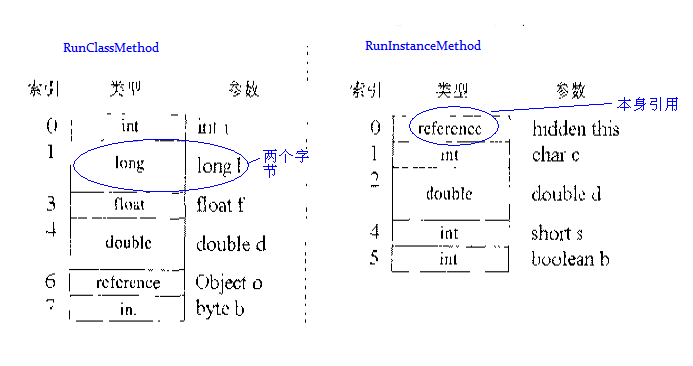 RunClassMethod
索引 类型 参数
0 int int i
1 long long l
两个字
节
3 float float f
4 double double d
6 reference Object o
7 in. byte b
RunInstanceMethod
索引 类型 参数
本身引用
0 reference hidden this
1 int char c
2 double double d
4 int short s
5 int boolean b